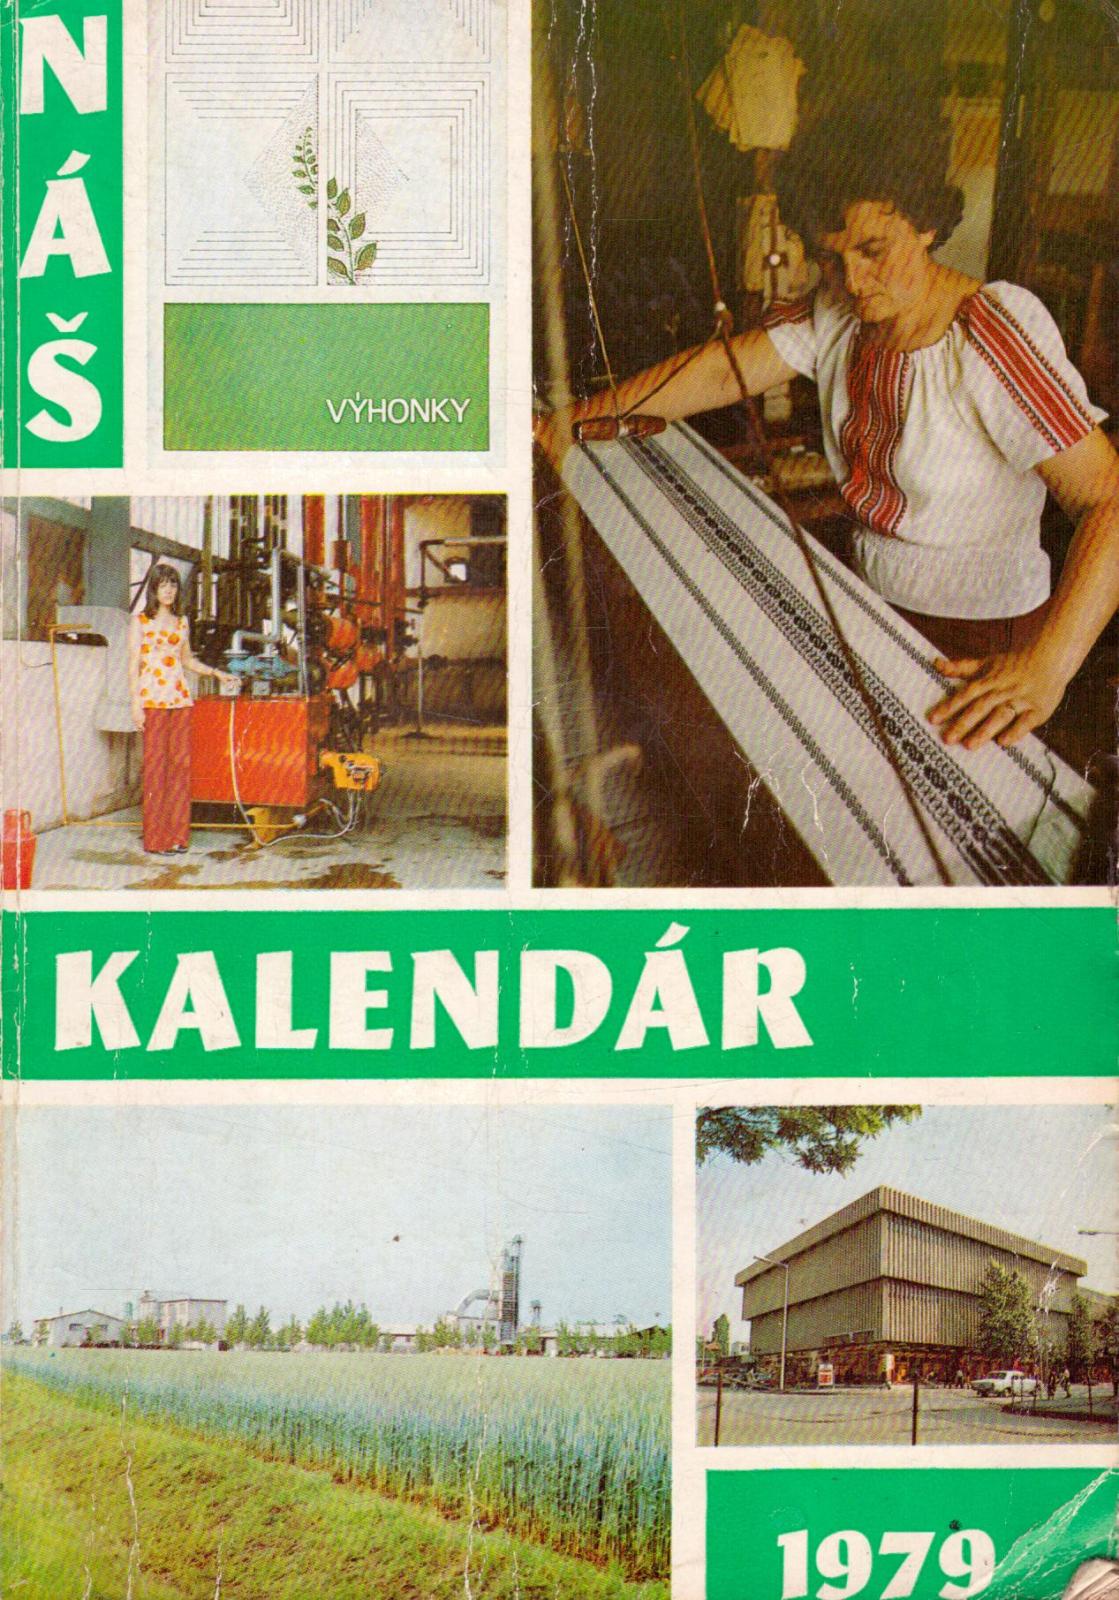 NÁŠ
VÝHONKY
KALENDÁR
1979